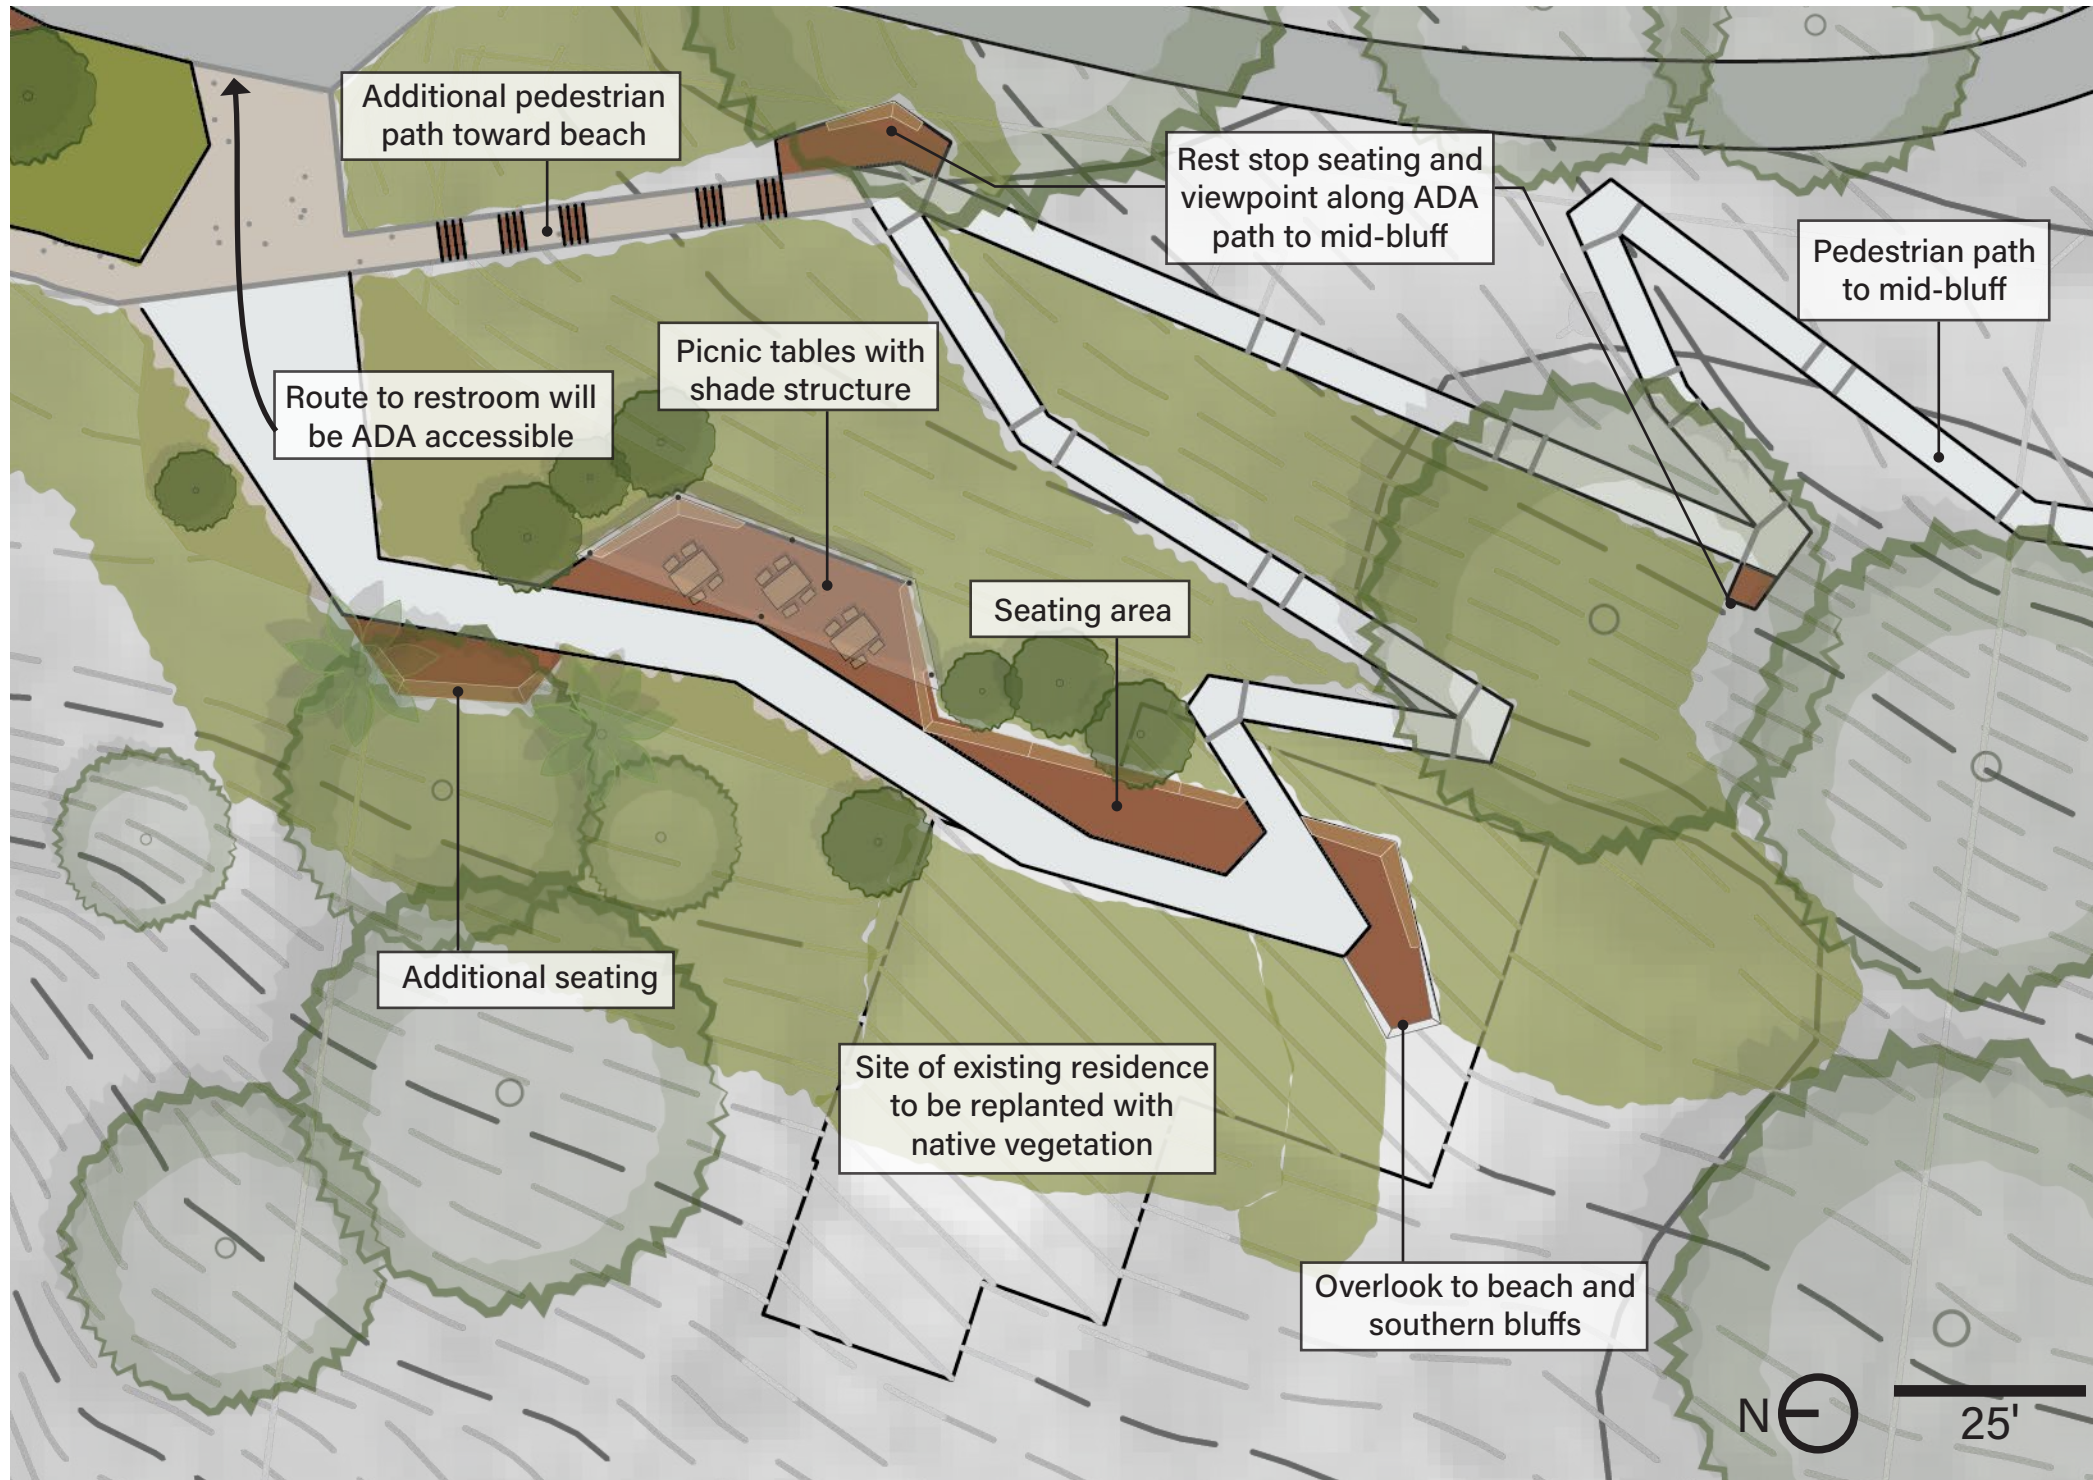 Additional pedestrian
path toward beach
Rest stop seating and
viewpoint along ADA
path to mid-bluff
Pedestrian path
to mid-bluff
Picnic tables with
shade structure
Route to restroom will
be ADA accessible
Seating area
Additional seating
Site of existing residence
to be replanted with
native vegetation
Overlook to beach and
southern bluffs
N
25'